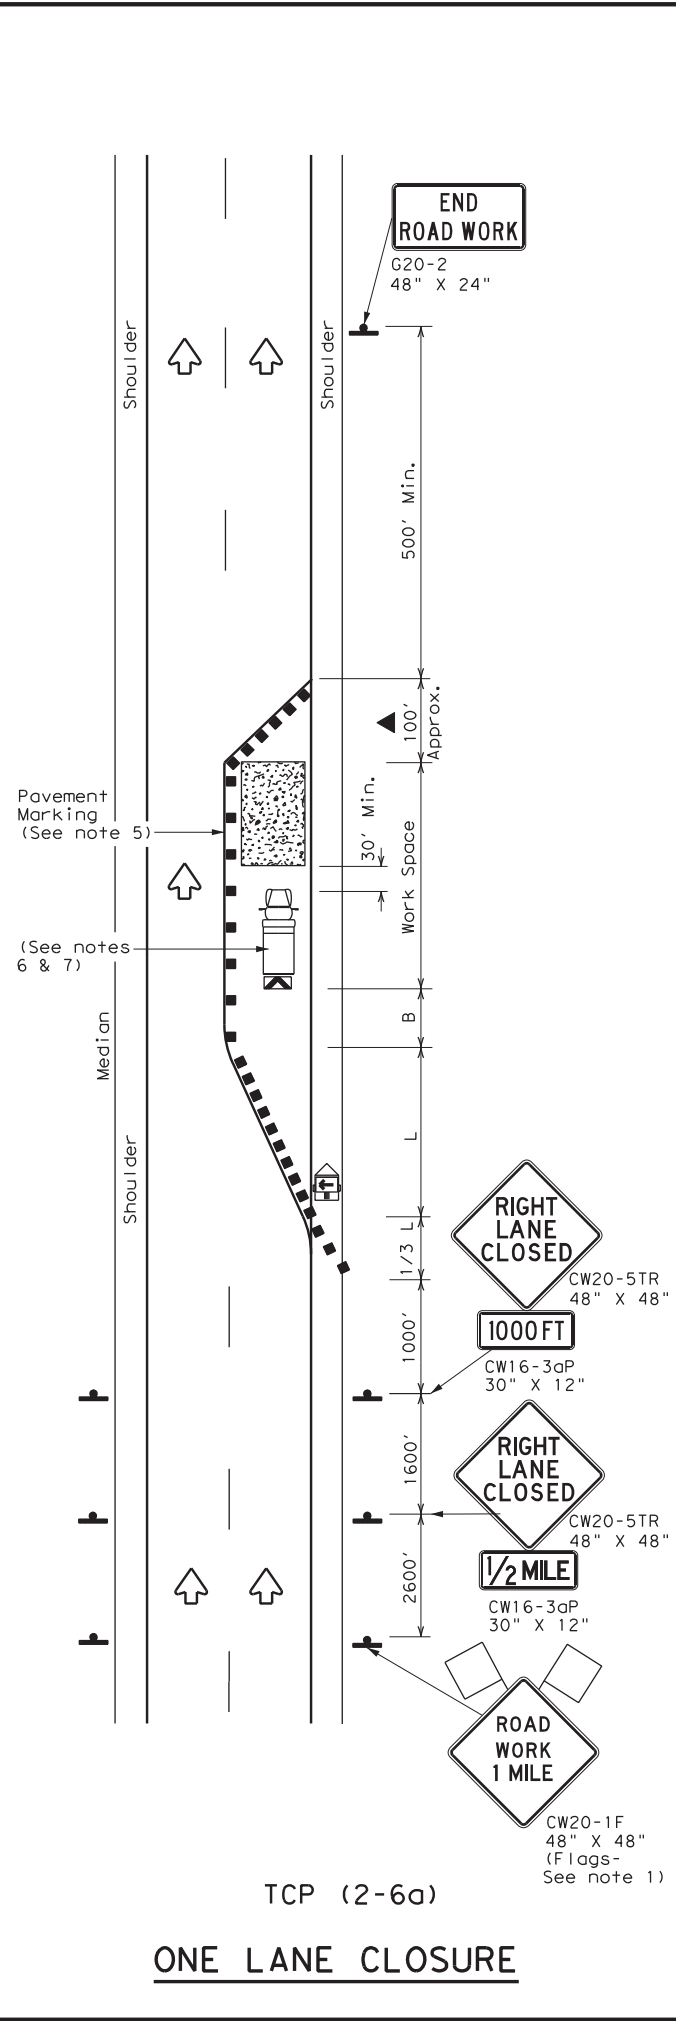 END
ROAD WORK
G20-2
48" X 24"
Shoulder
Shoulder
500' Min.
100'
Approx.
30' Min.
Pavement
Marking
(See note 5)
Work Space
(See notes
6 & 7)
B
Median
Shoulder
L
1/3 L
RIGHT
LANE
CLOSED
CW20-5TR
48" X 48"
1000 FT
CW16-3aP
30" X 12"
1000'
RIGHT
LANE
CLOSED
1600'
CW20-5TR
48" X 48"
1/2 MILE
CW16-3aP
30" X 12"
2600'
ROAD
WORK
1 MILE
CW20-1F
48" X 48"
(Flags-
See note 1)
TCP (2-6a)
ONE LANE CLOSURE